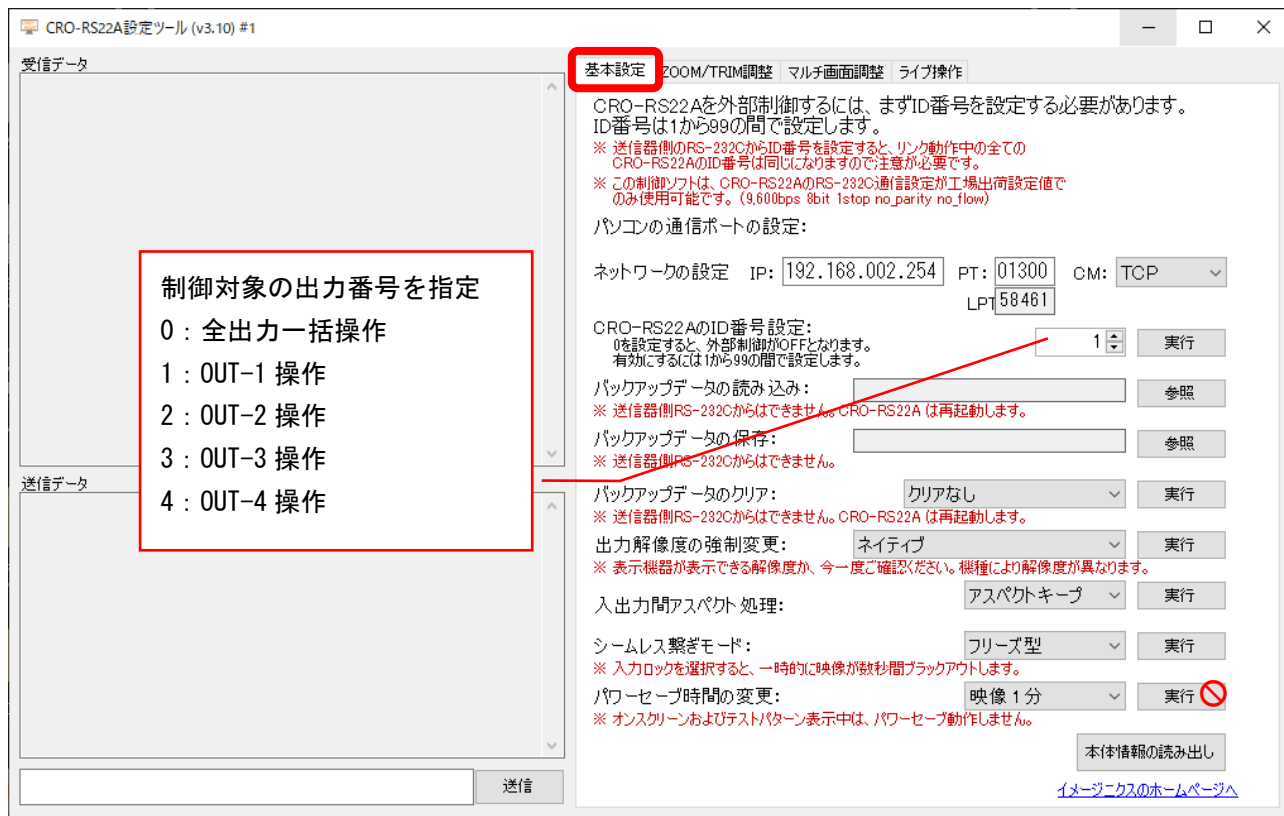 CRO-RS22A設定ツール (v3.10) #1
受信データ
基本設定
ZOOM/TRIM調整
マルチ画面調整
ライブ操作
CRO-RS22Aを外部制御するには、まずID番号を設定する必要があります。
ID番号は1から99の間で設定します。
※ 送信器側のRS-232CからID番号を設定すると、リンク動作中の全ての
CRO-RS22AのID番号は同じになりますので注意が必要です。
※ この制御ソフトは、CRO-RS22AのRS-232C通信設定が工場出荷設定値で
のみ使用可能です。(9,600bps 8bit 1stop no_parity no_flow)
パソコンの通信ポートの設定:
ネットワークの設定 IP: 192.168.002.254 PT: 01300 CM: TCP
LPT 58461
CRO-RS22AのID番号設定:
0を設定すると、外部制御がOFFとなります。
有効にするには1から99の間で設定します。
1 実行
バックアップデータの読み込み: 参照
※ 送信器側RS-232Cからはできません。CRO-RS22A は再起動します。
バックアップデータの保存: 参照
※ 送信器側RS-232Cからはできません。
バックアップデータのクリア: クリアなし 実行
※ 送信器側RS-232Cからはできません。CRO-RS22A は再起動します。
出力解像度の強制変更: ネイティブ 実行
※ 表示機器が表示できる解像度か、今一度ご確認ください。機種により解像度が異なります。
入出力間アスペクト処理: アスペクトキープ 実行
シームレス繋ぎモード: フリーズ型 実行
※ 入力ロックを選択すると、一時的に映像が数秒間ブラックアウトします。
パワーセーブ時間の変更: 映像1分 実行
※ オンスクリーンおよびテストパターン表示中は、パワーセーブ動作しません。
本体情報の読み出し
イメージニクスのホームページへ
制御対象の出力番号を指定
0：全出力一括操作
1：OUT-1 操作
2：OUT-2 操作
3：OUT-3 操作
4：OUT-4 操作
送信データ
送信